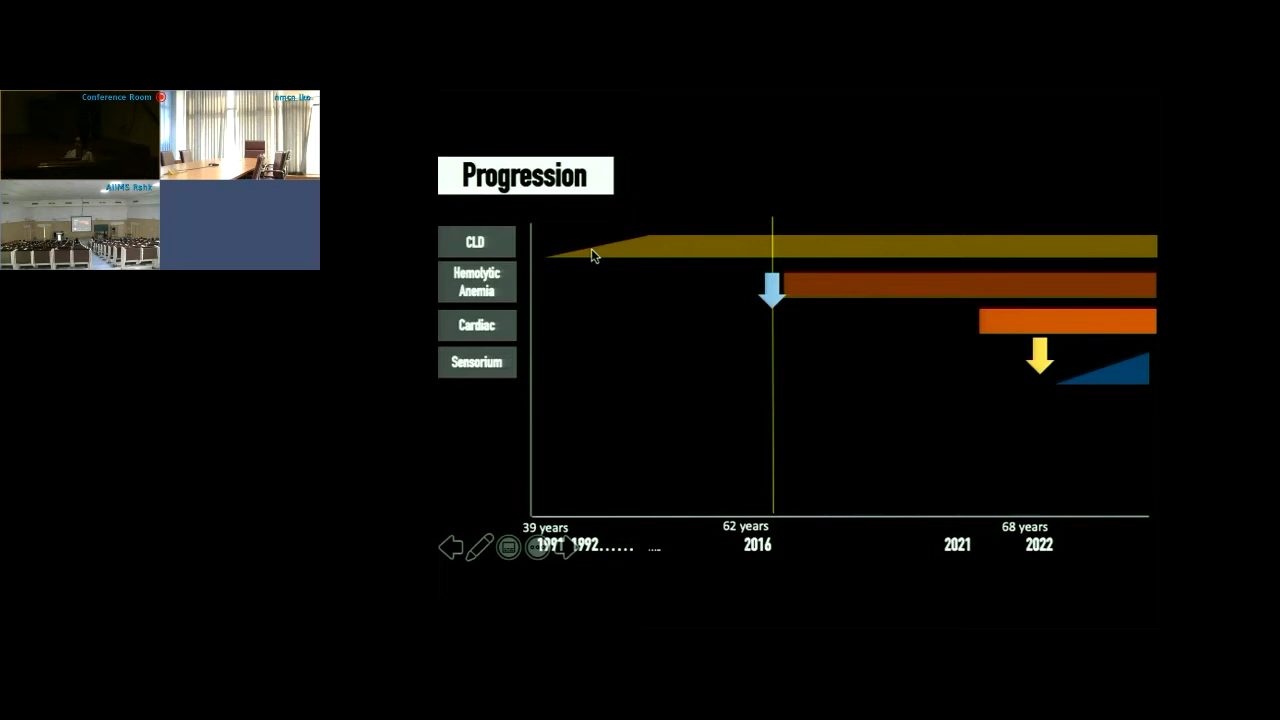 Conference Room
AIIMS Rshk
Progression
CLD
Hemolytic
Anemia
Cardiac
Sensorium
39 years
62 years
68 years
1991 1992...... .... 2016 2021 2022